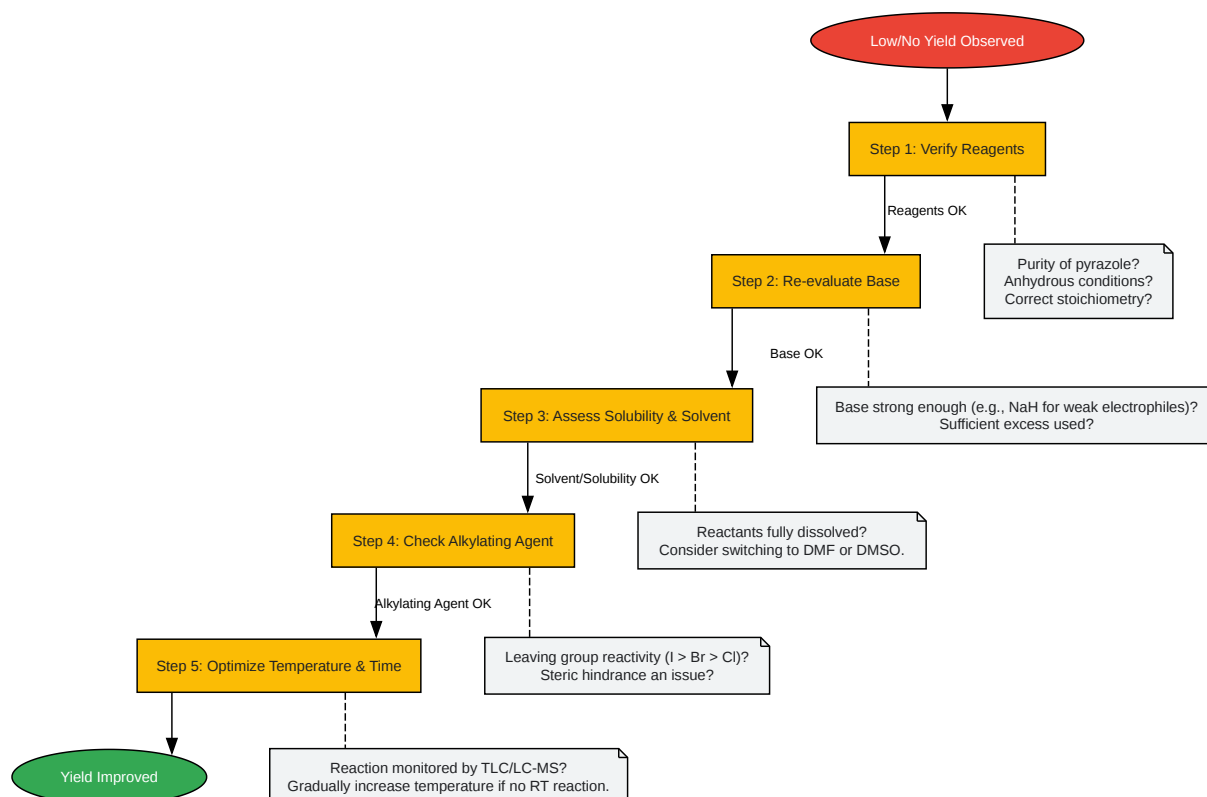 Low/No Yield Observed
Step 1: Verify Reagents
Reagents OK
Purity of pyrazole?
Anhydrous conditions?
Correct stoichiometry?
Step 2: Re-evaluate Base
Base OK
Base strong enough (e.g., NaH for weak electrophiles)?
Sufficient excess used?
Step 3: Assess Solubility & Solvent
Solvent/Solubility OK
Reactants fully dissolved?
Consider switching to DMF or DMSO.
Step 4: Check Alkylating Agent
Alkylating Agent OK
Leaving group reactivity (I > Br > Cl)?
Steric hindrance an issue?
Step 5: Optimize Temperature & Time
Yield Improved
Reaction monitored by TLC/LC-MS?
Gradually increase temperature if no RT reaction.